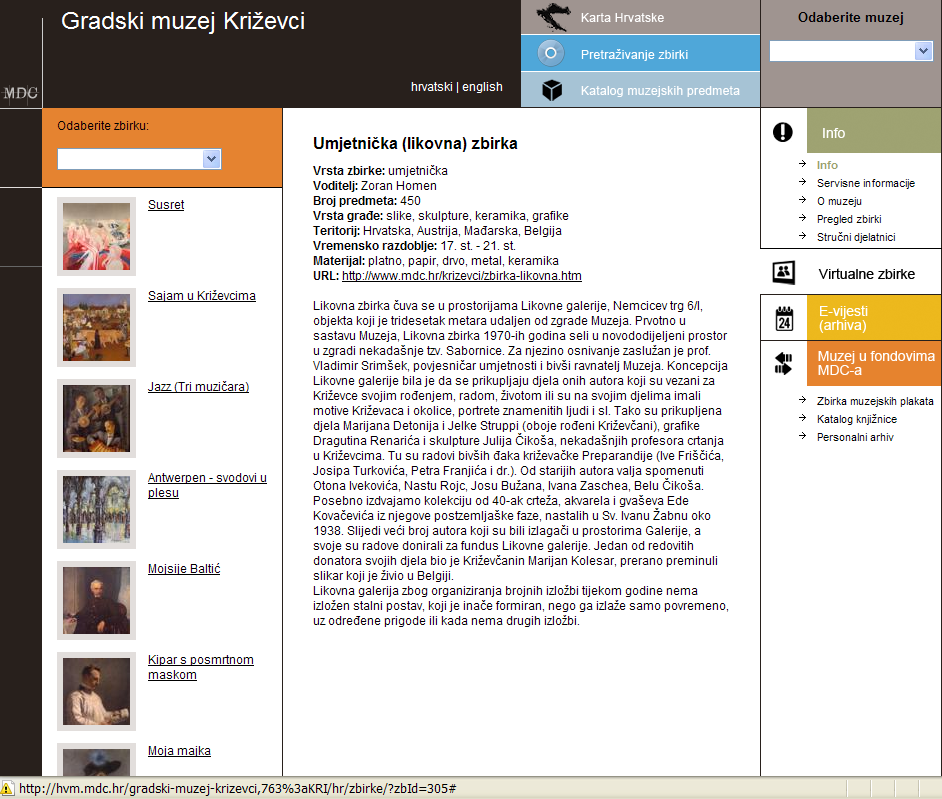 Gradski muzej Križevci
MDC
hrvatski | english
Karta Hrvatske
Pretraživanje zbirki
Katalog muzejskih predmeta
Odaberite muzej
Odaberite zbirku:
Susret
Sajam u Križevcima
Jazz (Tri muzičara)
Antwerpen - svodovi u
plesu
Mojsije Baltić
Kipar s posmrtnom
maskom
Moja majka
Umjetnička (likovna) zbirka
Vrsta zbirke: umjetnička
Voditelj: Zoran Homen
Broj predmeta: 450
Vrsta građe: slike, skulpture, keramika, grafike
Teritorij: Hrvatska, Austrija, Mađarska, Belgija
Vremensko razdoblje: 17. st. - 21. st.
Materijal: platno, papir, drvo, metal, keramika
URL: http://www.mdc.hr/krizevci/zbirka-likovna.htm
Likovna zbirka čuva se u prostorijama Likovne galerije, Nemcicev trg 6/I,
objekta koji je tridesetak metara udaljen od zgrade Muzeja. Prvotno u
sastavu Muzeja, Likovna zbirka 1970-ih godina seli u novododijeljeni prostor
u zgradi nekadašnje tzv. Sabornice. Za njezino osnivanje zaslužan je prof.
Vladimir Srimšek, povjesničar umjetnosti i bivši ravnatelj Muzeja. Koncepcija
Likovne galerije bila je da se prikupljaju djela onih autora koji su vezani za
Križevce svojim rođenjem, radom, životom ili su na svojim djelima imali
motive Križevaca i okolice, portrete znamenitih ljudi i sl. Tako su prikupljena
djela Marijana Detonija i Jelke Struppi (oboje rođeni Križevčani), grafike
Dragutina Renarića i skulpture Julija Čikoša, nekadašnjih profesora crtanja
u Križevcima. Tu su radovi bivših đaka križevačke Preparandije (Ive Friščića,
Josipa Turkovića, Petra Franjića i dr.). Od starijih autora valja spomenuti
Otona Ivekovića, Nastu Rojc, Josu Bužana, Ivana Zaschea, Belu Čikoša.
Posebno izdvajamo kolekciju od 40-ak crteža, akvarela i gvaševa Ede
Kovačevića iz njegove postzemljaške faze, nastalih u Sv. Ivanu Žabnu oko
1938. Slijedi veći broj autora koji su bili izlagači u prostorima Galerije, a
svoje su radove donirali za fundus Likovne galerije. Jedan od redovitih
donatora svojih djela bio je Križevčanin Marijan Kolesar, prerano preminuli
slikar koji je živio u Belgiji.
Likovna galerija zbog organiziranja brojnih izložbi tijekom godine nema
izložen stalni postav, koji je inače formiran, nego ga izlaže samo povremeno,
uz određene prigode ili kada nema drugih izložbi.
Info
Info
Servisne informacije
O muzeju
Pregled zbirki
Stručni djelatnici
Virtualne zbirke
24
E-vijesti
(arhiva)
Muzej u fondovima
MDC-a
Zbirka muzejskih plakata
Katalog knjižnice
Personalni arhiv
http://hvm.mdc.hr/gradski-muzej-krizevci,763%3aKRI/hr/zbirke/?zbId=305#